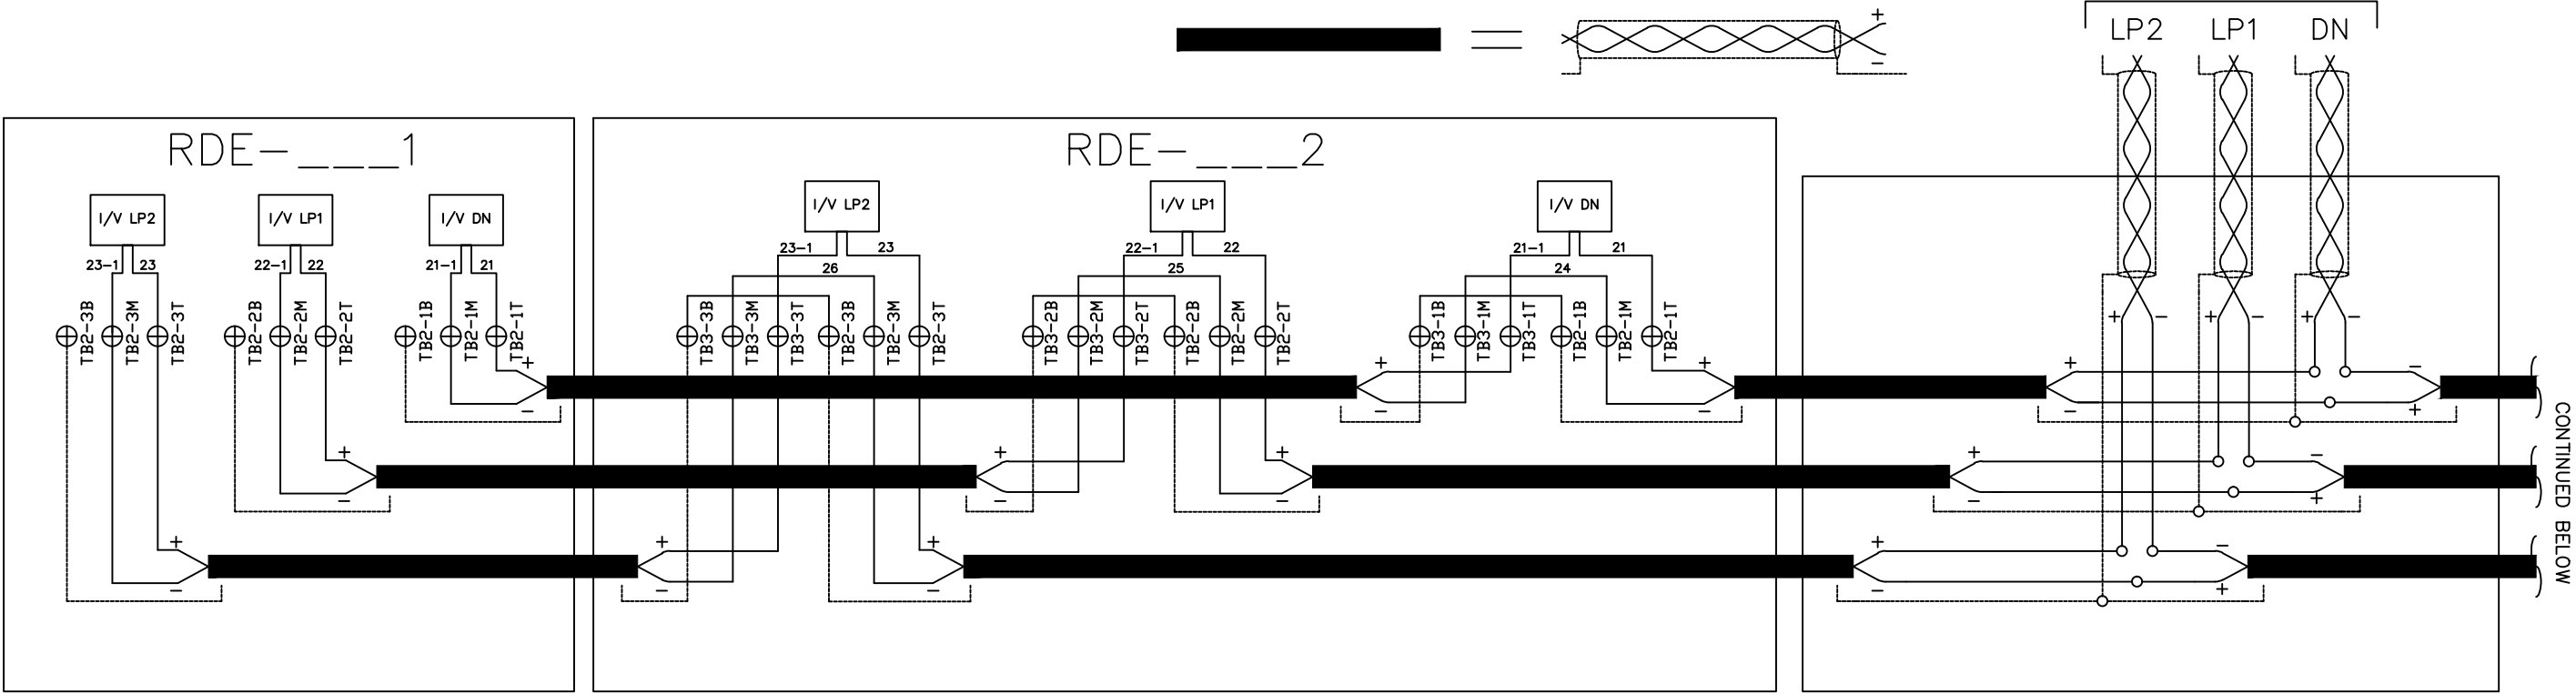 LP2 LP1 DN
+
−
RDE-___1
RDE-___2
I/V LP2 I/V LP1 I/V DN
I/V LP2 I/V LP1 I/V DN
23-1 23 22-1 22 21-1 21
23-1 23 22-1 22 21-1 21
26 25 24
TB2-3B TB2-3M TB2-3T TB2-2B TB2-2M TB2-2T TB2-1B TB2-1M TB2-1T
TB3-3B TB3-3M TB3-3T TB2-3B TB2-3M TB2-3T TB3-2B TB3-2M TB3-2T TB2-2B TB2-2M TB2-2T TB3-1B TB3-1M TB3-1T TB2-1B TB2-1M TB2-1T
+ − + − + −
+ + + + −
− − − − +
+ + + + −
− − − − +
+ + + + −
− − − − +
CONTINUED BELOW